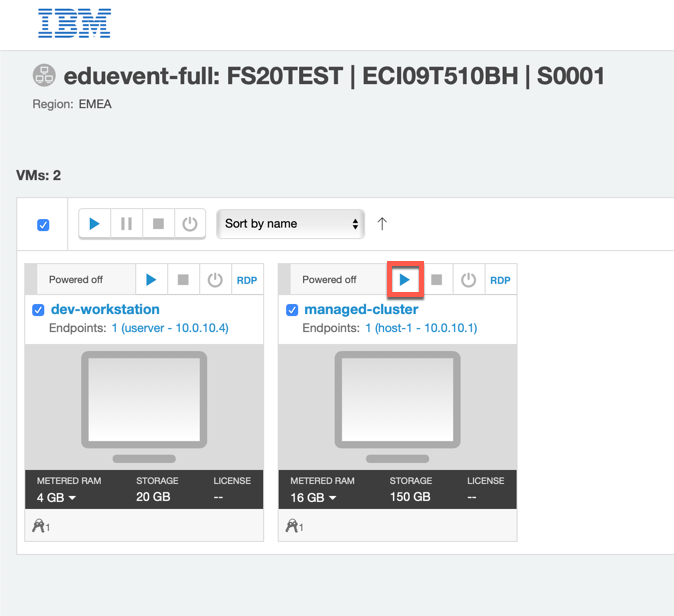 IBM
eduevent-full: FS20TEST | ECI09T510BH | S0001
Region: EMEA
VMs: 2
Sort by name
Powered off RDP
dev-workstation
Endpoints: 1 (userver - 10.0.10.4)
METERED RAM STORAGE LICENSE
4 GB 20 GB --
1
Powered off RDP
managed-cluster
Endpoints: 1 (host-1 - 10.0.10.1)
METERED RAM STORAGE LICENSE
16 GB 150 GB --
1